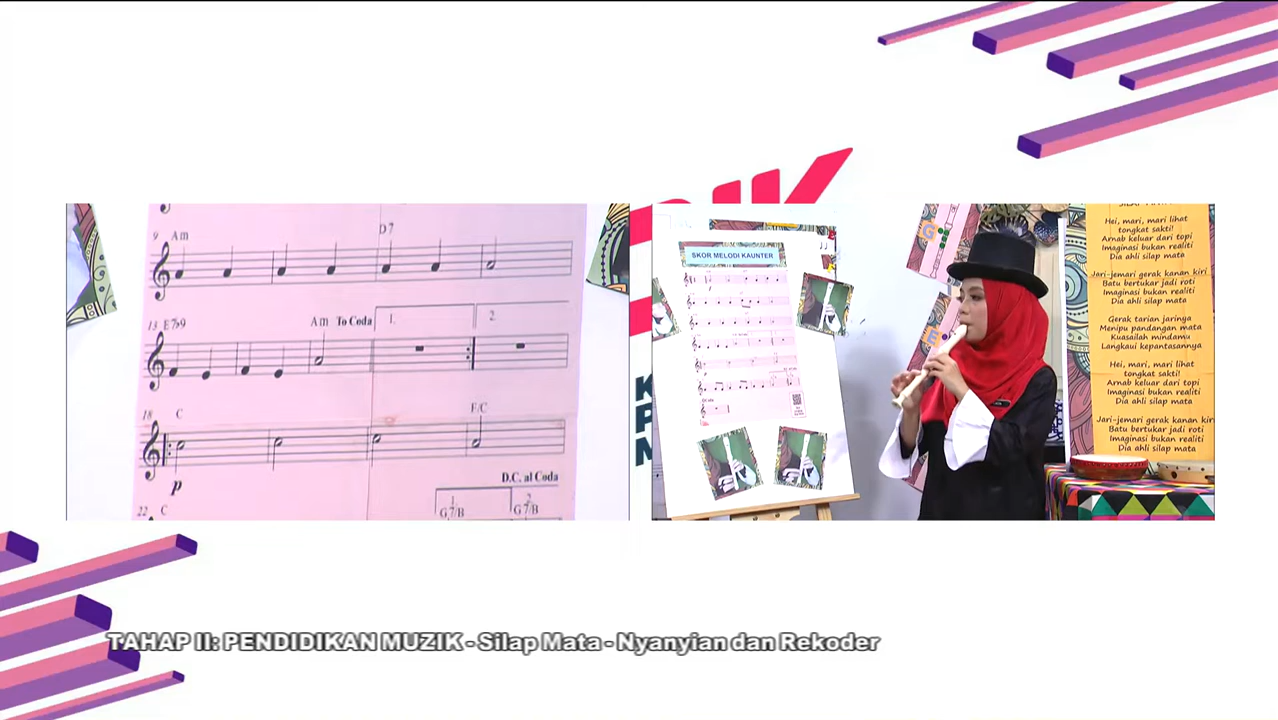 9 Am D7
13 E7b9 Am To Coda 1. 2.
18 C F/C
p
D.C. al Coda
22 C G7/B G7/B
SKOR MELODI KAUNTER
G
E
Hei, mari, mari lihat
tongkat sakti!
Arnab keluar dari topi
Imaginasi bukan realiti
Dia ahli silap mata
Jari-jemari gerak kanan kiri
Batu bertukar jadi roti
Imaginasi bukan realiti
Dia ahli silap mata
Gerak tarian jarinya
Menipu pandangan mata
Kuasailah mindamu
Langkaui kepantasannya
Hei, mari, mari lihat
tongkat sakti!
Arnab keluar dari topi
Imaginasi bukan realiti
Dia ahli silap mata
Jari-jemari gerak kanan kiri
Batu bertukar jadi roti
Imaginasi bukan realiti
Dia ahli silap mata
TAHAP II: PENDIDIKAN MUZIK - Silap Mata - Nyanyian dan Rekoder